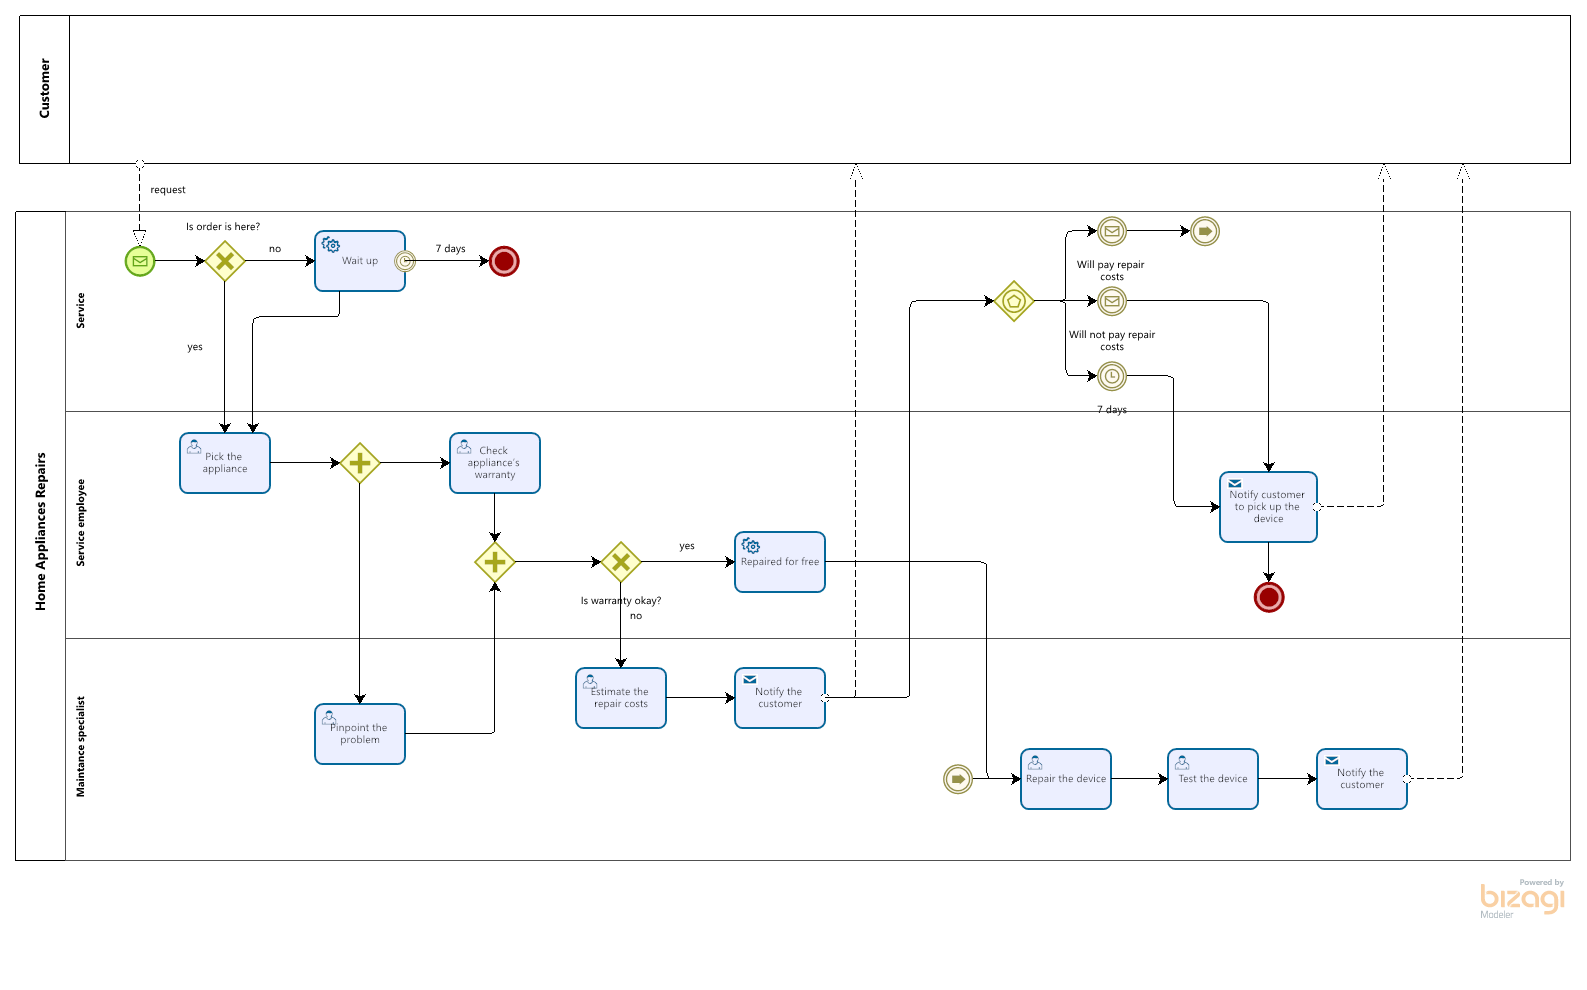 Customer
request
Home Appliances Repairs
Service
Is order is here?
no
Wait up
7 days
yes
Will pay repair
costs
Will not pay repair
costs
7 days
Service employee
Pick the
appliance
Check
appliance's
warranty
Notify customer
to pick up the
device
yes
Repaired for free
Is warranty okay?
no
Maintance specialist
Estimate the
repair costs
Notify the
customer
Pinpoint the
problem
Repair the device
Test the device
Notify the
customer
Powered by
bizagi
Modeler